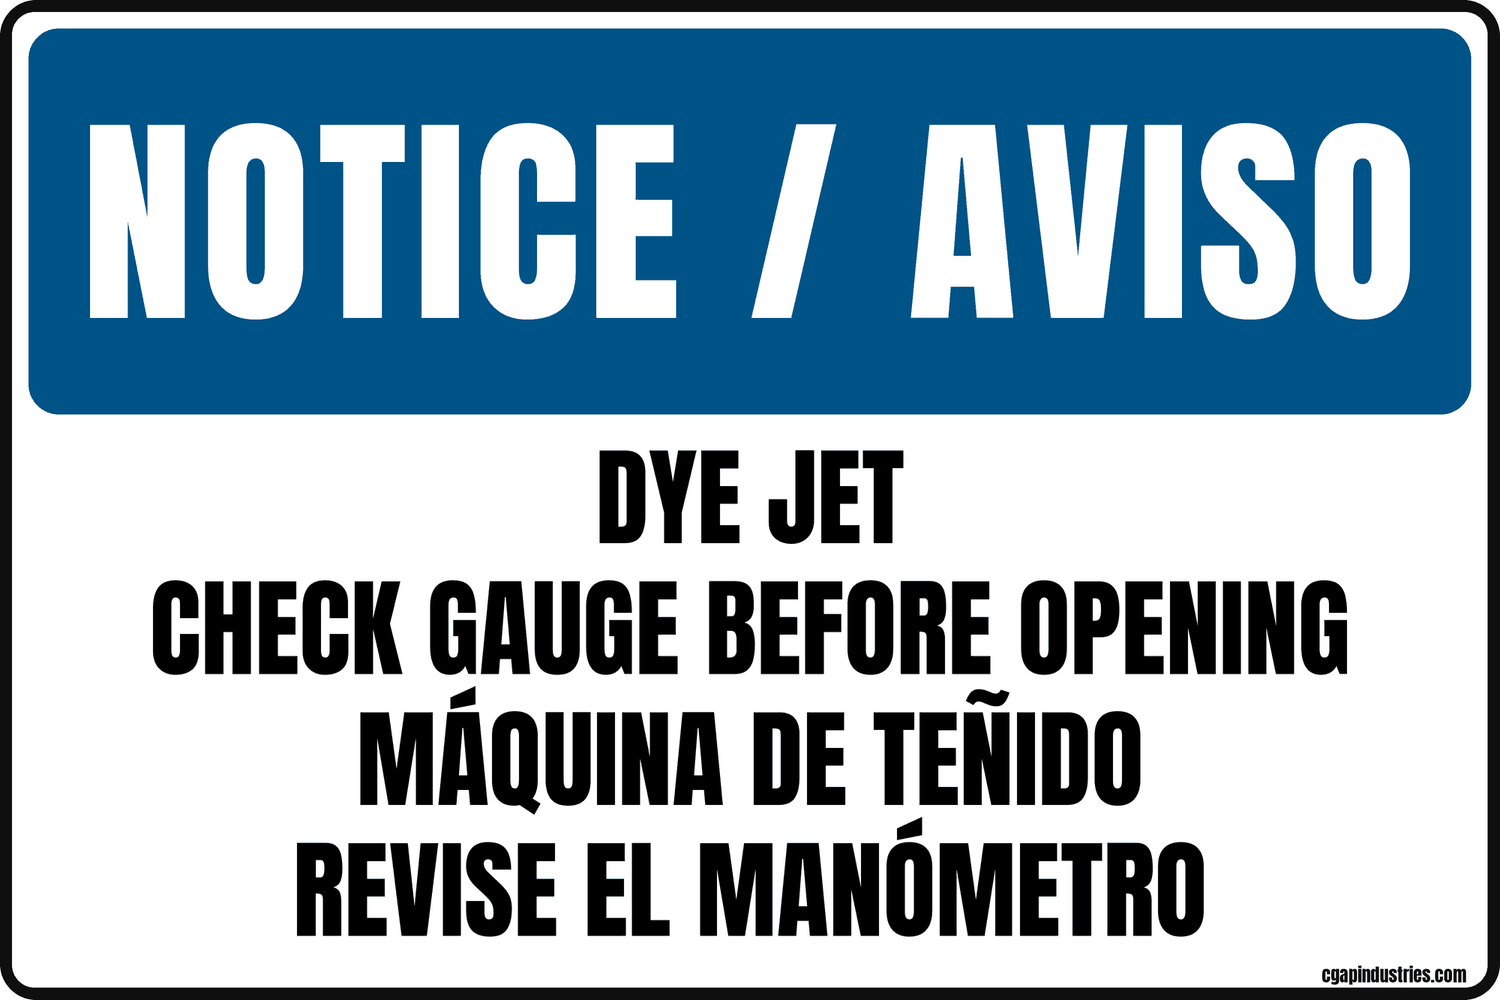 NOTICE / AVISO
DYE JET
CHECK GAUGE BEFORE OPENING
MÁQUINA DE TEÑIDO
REVISE EL MANÓMETRO
cgapindustries.com